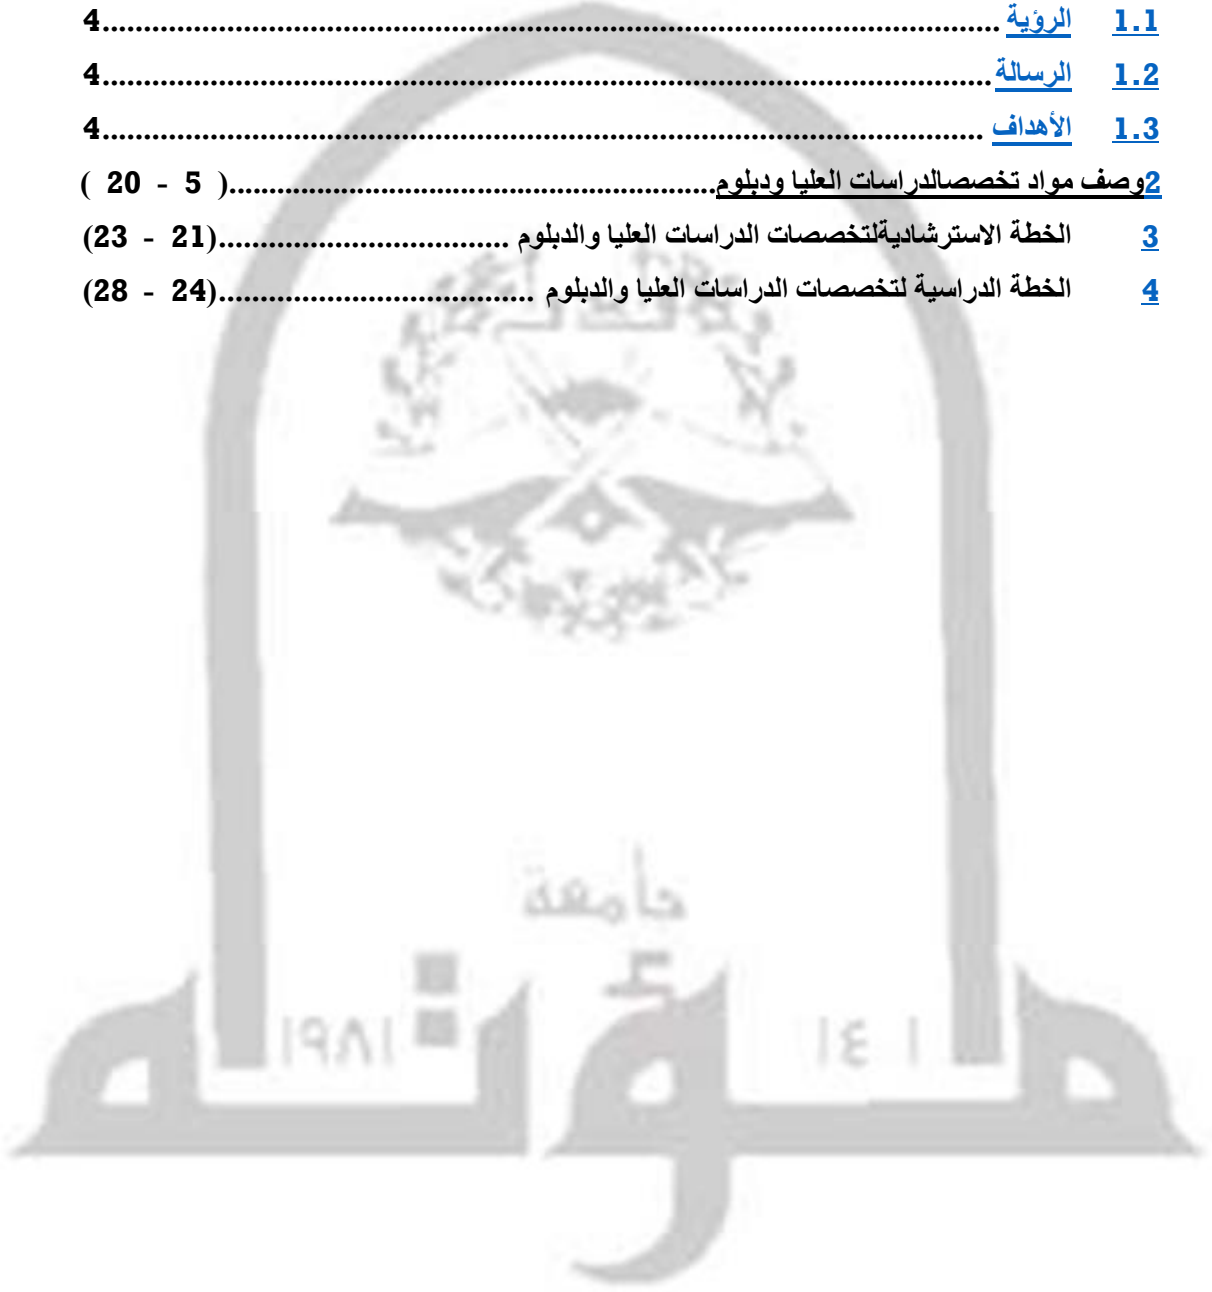 1.1 الرؤية ............................................................................................................4
1.2 الرسالة ............................................................................................................4
1.3 الأهداف ............................................................................................................4
2وصف مواد تخصصالدراسات العليا ودبلوم............................................................( 5 - 20 )
3 الخطة الاسترشاديةلتخصصات الدراسات العليا والدبلوم ....................................(21 - 23)
4 الخطة الدراسية لتخصصات الدراسات العليا والدبلوم .......................................(24 - 28)
جامعة
١٤٠١ ١٩٨١
مؤتة